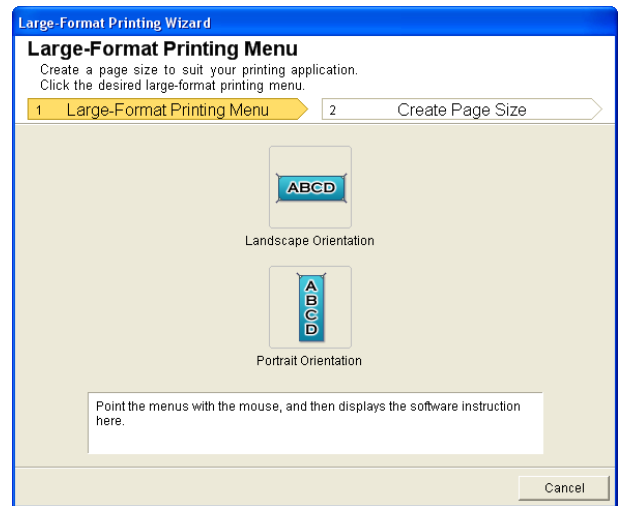 Large-Format Printing Wizard
Large-Format Printing Menu
Create a page size to suit your printing application.
Click the desired large-format printing menu.
1 Large-Format Printing Menu 2 Create Page Size
ABCD
Landscape Orientation
A
B
C
D
Portrait Orientation
Point the menus with the mouse, and then displays the software instruction
here.
Cancel